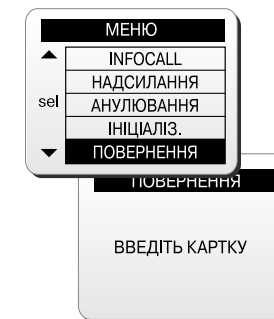 МЕНЮ
INFOCALL
НАДСИЛАННЯ
sel
АНУЛЮВАННЯ
ІНІЦІАЛІЗ.
ПОВЕРНЕННЯ
ПОВЕРНЕННЯ
ВВЕДІТЬ КАРТКУ